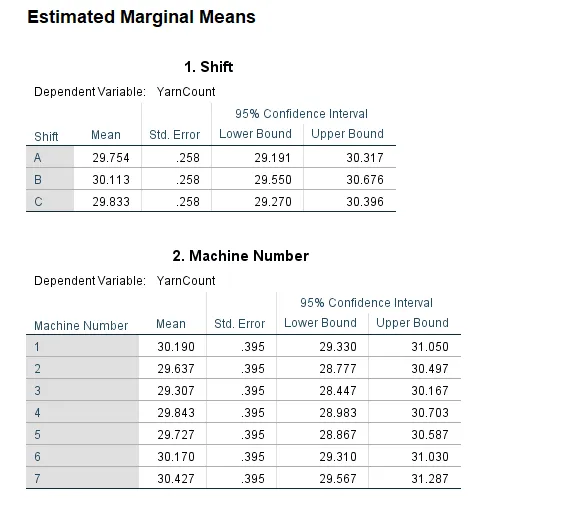 Estimated Marginal Means
1. Shift
Dependent Variable: YarnCount
95% Confidence Interval
Shift Mean Std. Error Lower Bound Upper Bound
A 29.754 .258 29.191 30.317
B 30.113 .258 29.550 30.676
C 29.833 .258 29.270 30.396
2. Machine Number
Dependent Variable: YarnCount
95% Confidence Interval
Machine Number Mean Std. Error Lower Bound Upper Bound
1 30.190 .395 29.330 31.050
2 29.637 .395 28.777 30.497
3 29.307 .395 28.447 30.167
4 29.843 .395 28.983 30.703
5 29.727 .395 28.867 30.587
6 30.170 .395 29.310 31.030
7 30.427 .395 29.567 31.287